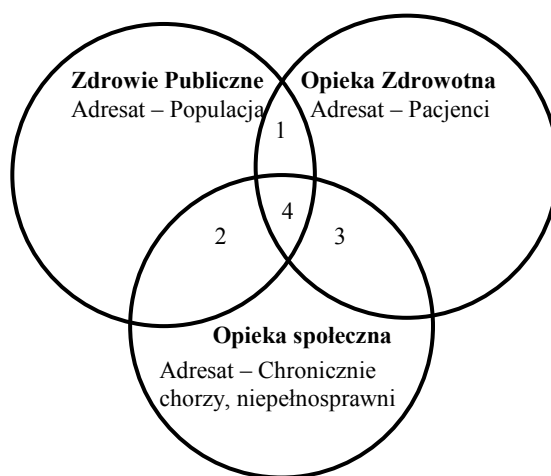 Zdrowie Publiczne
Adresat – Populacja
Opieka Zdrowotna
Adresat – Pacjenci
1
4
2
3
Opieka społeczna
Adresat – Chronicznie
chorzy, niepełnosprawni